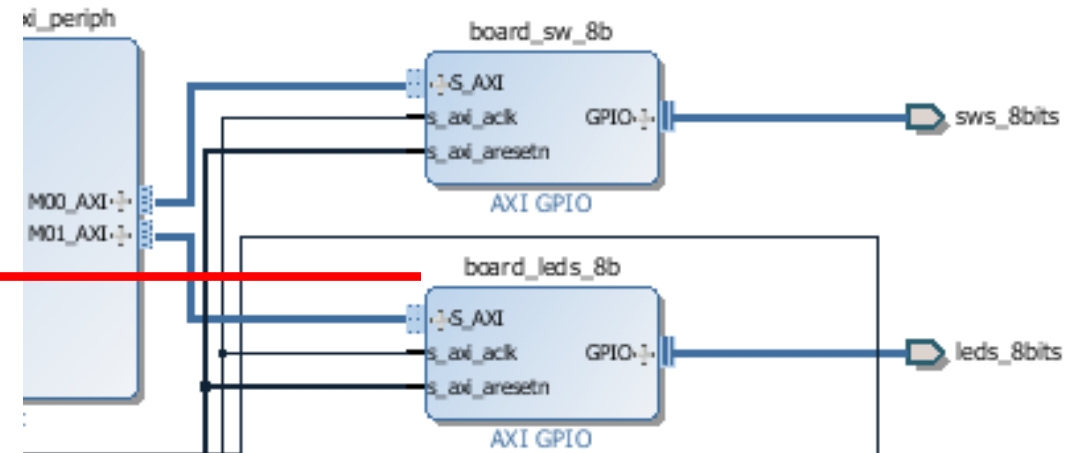 xi_periph
M00_AXI
M01_AXI
board_sw_8b
S_AXI
s_axi_aclk
s_axi_aresetn
GPIO
AXI GPIO
sws_8bits
board_leds_8b
S_AXI
s_axi_aclk
s_axi_aresetn
GPIO
AXI GPIO
leds_8bits